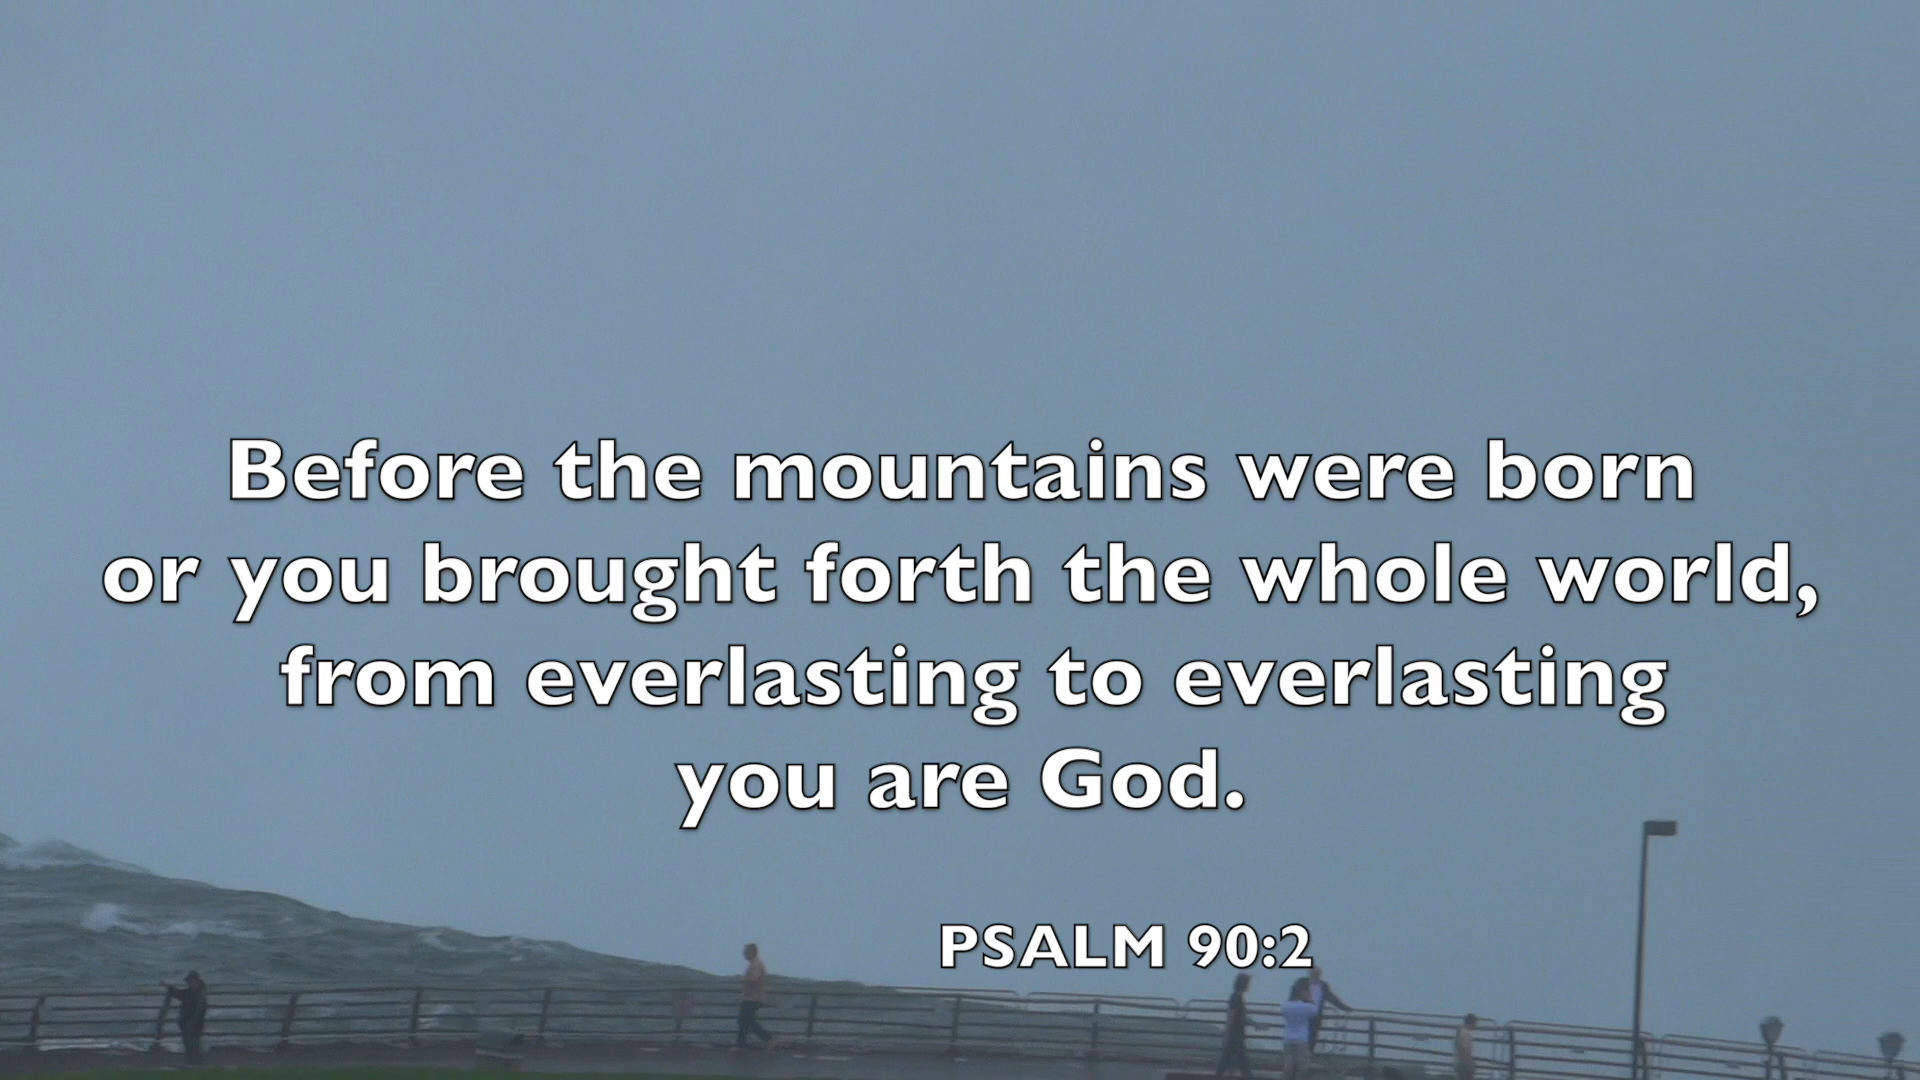 Before the mountains were born
or you brought forth the whole world,
from everlasting to everlasting
you are God.
PSALM 90:2